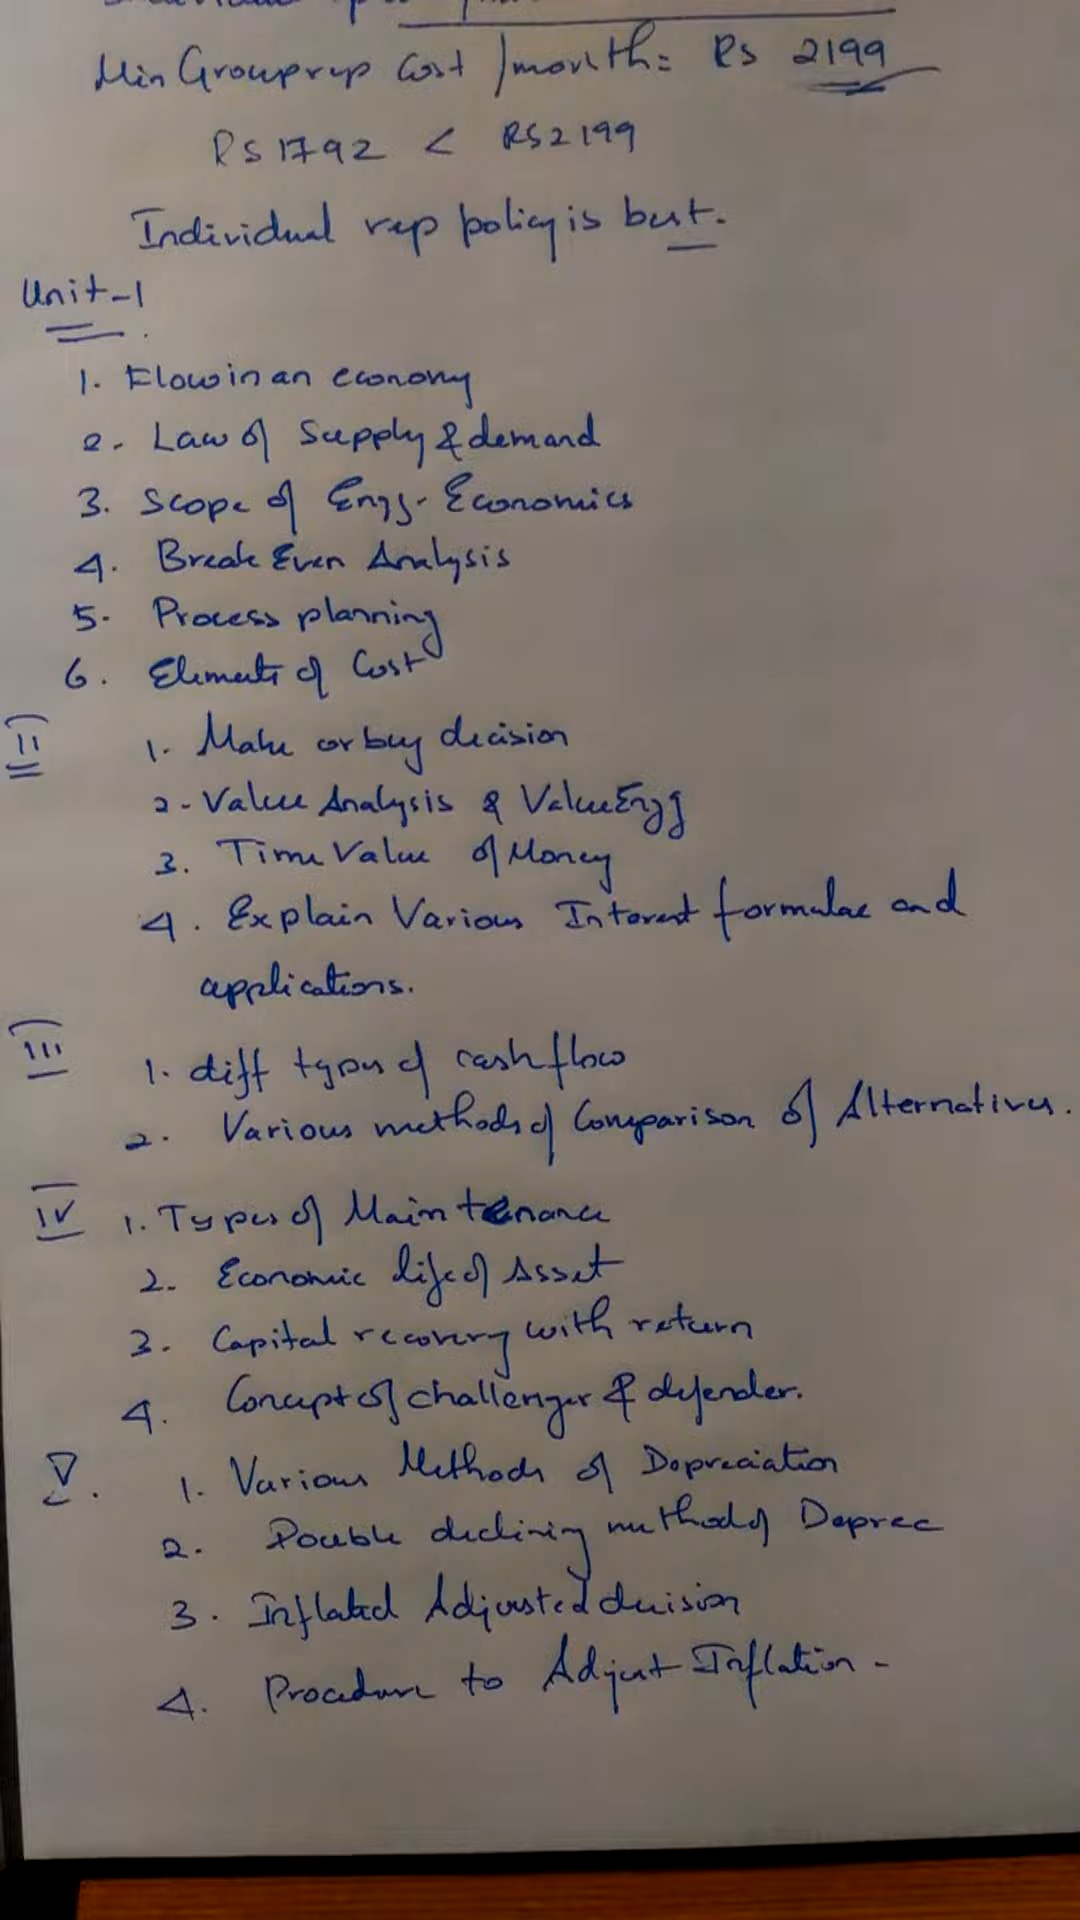 Min Grouprep Cost /month= Rs 2199
RS 1792 < RS 2199
Individual rep policy is best.
Unit-1
1. Flow in an economy
2. Law of Supply & demand
3. Scope of Engg. Economics
4. Break Even Analysis
5. Process planning
6. Elements of Cost
II 1. Make or buy decision
2. Value Analysis & Value Engg
3. Time Value of Money
4. Explain Various Interest formulae and
applications.
III 1. diff types of cash flow
2. Various methods of Comparison of Alternatives.
IV 1. Types of Maintenance
2. Economic life of Asset
3. Capital recovery with return
4. Concept of challenger & defender.
V. 1. Various Methods of Depreciation
2. Double declining method of Deprec
3. Inflated Adjusted decision
4. Procedure to Adjust Inflation -